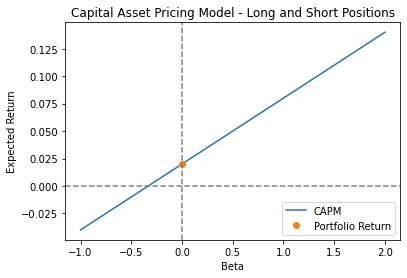 Capital Asset Pricing Model - Long and Short Positions
Expected Return
0.125
0.100
0.075
0.050
0.025
0.000
−0.025
−1.0 −0.5 0.0 0.5 1.0 1.5 2.0
Beta
CAPM
Portfolio Return